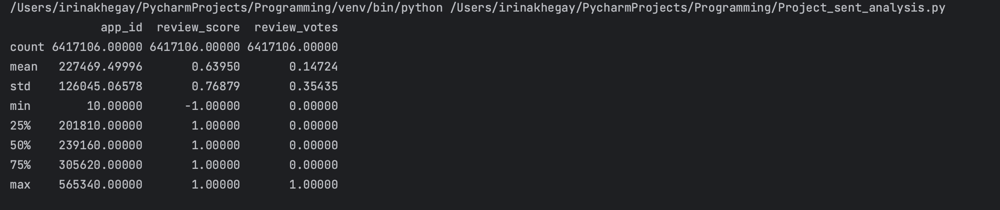 /Users/irinakhegay/PycharmProjects/Programming/venv/bin/python /Users/irinakhegay/PycharmProjects/Programming/Project_sent_analysis.py
app_id review_score review_votes
count 6417106.00000 6417106.00000 6417106.00000
mean 227469.49996 0.63950 0.14724
std 126045.06578 0.76879 0.35435
min 10.00000 -1.00000 0.00000
25% 201810.00000 1.00000 0.00000
50% 239160.00000 1.00000 0.00000
75% 305620.00000 1.00000 0.00000
max 565340.00000 1.00000 1.00000